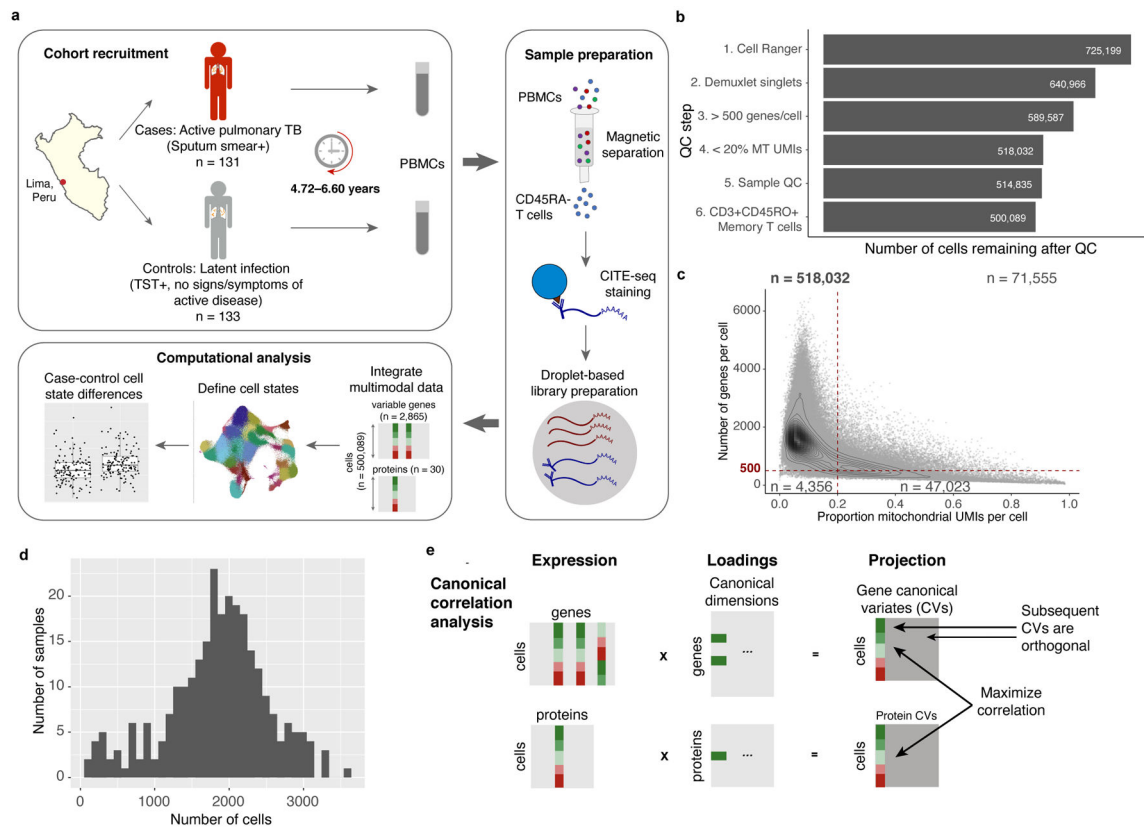 a
Cohort recruitment
Lima,
Peru
Cases: Active pulmonary TB
(Sputum smear+)
n = 131
4.72–6.60 years
PBMCs
Controls: Latent infection
(TST+, no signs/symptoms of
active disease)
n = 133
Sample preparation
PBMCs
Magnetic
separation
CD45RA-
T cells
CITE-seq
staining
Droplet-based
library preparation
Computational analysis
Case-control cell
state differences
Define cell states
Integrate
multimodal data
variable genes
(n = 2,865)
cells
(n = 500,089)
proteins (n = 30)
b
QC step
1. Cell Ranger
725,199
2. Demuxlet singlets
640,966
3. > 500 genes/cell
589,587
4. < 20% MT UMIs
518,032
5. Sample QC
514,835
6. CD3+CD45RO+
Memory T cells
500,089
Number of cells remaining after QC
c
n = 518,032
n = 71,555
Number of genes per cell
6000
4000
2000
500
0
n = 4,356
n = 47,023
0.0
0.2
0.4
0.6
0.8
1.0
Proportion mitochondrial UMIs per cell
d
Number of samples
20
15
10
5
0
0
1000
2000
3000
Number of cells
e
Canonical
correlation
analysis
Expression
genes
cells
x
Loadings
Canonical
dimensions
genes
...
=
Projection
Gene canonical
variates (CVs)
cells
Subsequent
CVs are
orthogonal
Maximize
correlation
proteins
cells
x
proteins
...
=
Protein CVs
cells